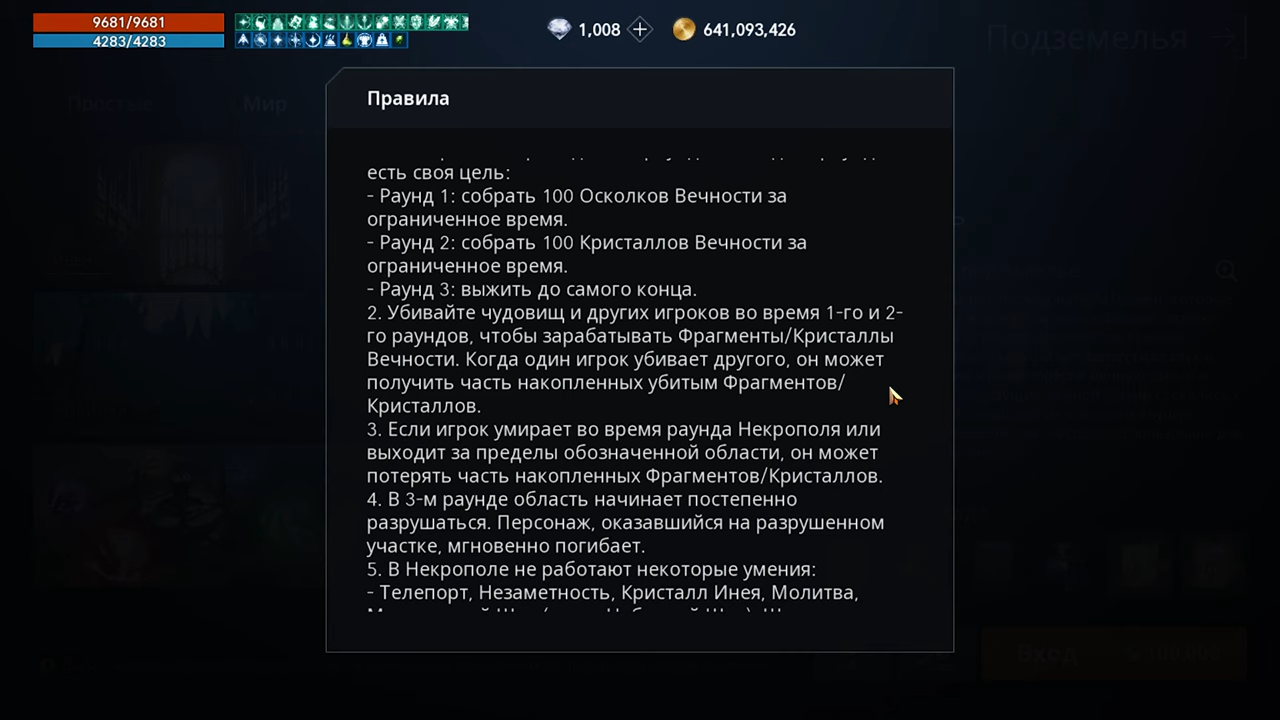 9681/9681
4283/4283
1,008
641,093,426
Подземелья
Простые
Мир
Правила
есть своя цель:
- Раунд 1: собрать 100 Осколков Вечности за
ограниченное время.
- Раунд 2: собрать 100 Кристаллов Вечности за
ограниченное время.
- Раунд 3: выжить до самого конца.
2. Убивайте чудовищ и других игроков во время 1-го и 2-
го раундов, чтобы зарабатывать Фрагменты/Кристаллы
Вечности. Когда один игрок убивает другого, он может
получить часть накопленных убитым Фрагментов/
Кристаллов.
3. Если игрок умирает во время раунда Некрополя или
выходит за пределы обозначенной области, он может
потерять часть накопленных Фрагментов/Кристаллов.
4. В 3-м раунде область начинает постепенно
разрушаться. Персонаж, оказавшийся на разрушенном
участке, мгновенно погибает.
5. В Некрополе не работают некоторые умения:
- Телепорт, Незаметность, Кристалл Инея, Молитва,
Вход
100,000